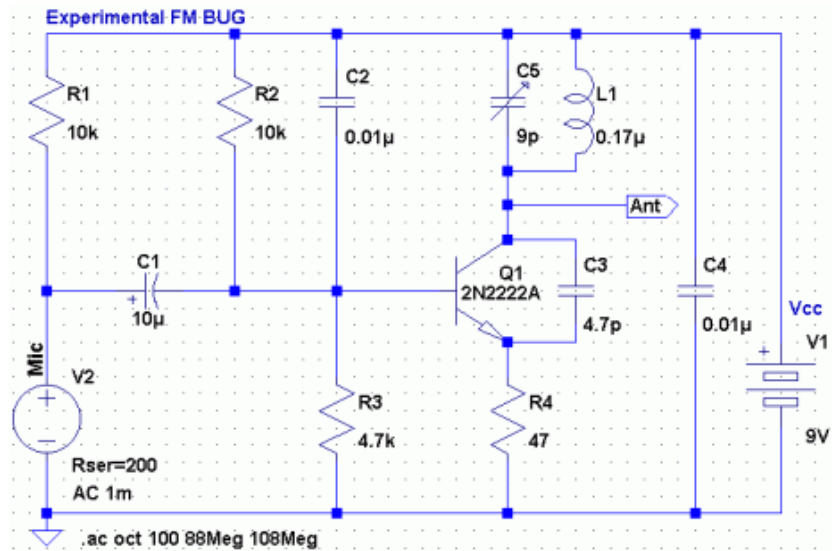 Experimental FM BUG
R1
10k
R2
10k
C2
0.01µ
C5
9p
L1
0.17µ
Ant
C1
+
10µ
Q1
2N2222A
C3
4.7p
C4
0.01µ
Vcc
V1
+
9V
Mic
V2
+
−
Rser=200
AC 1m
R3
4.7k
R4
47
.ac oct 100 88Meg 108Meg